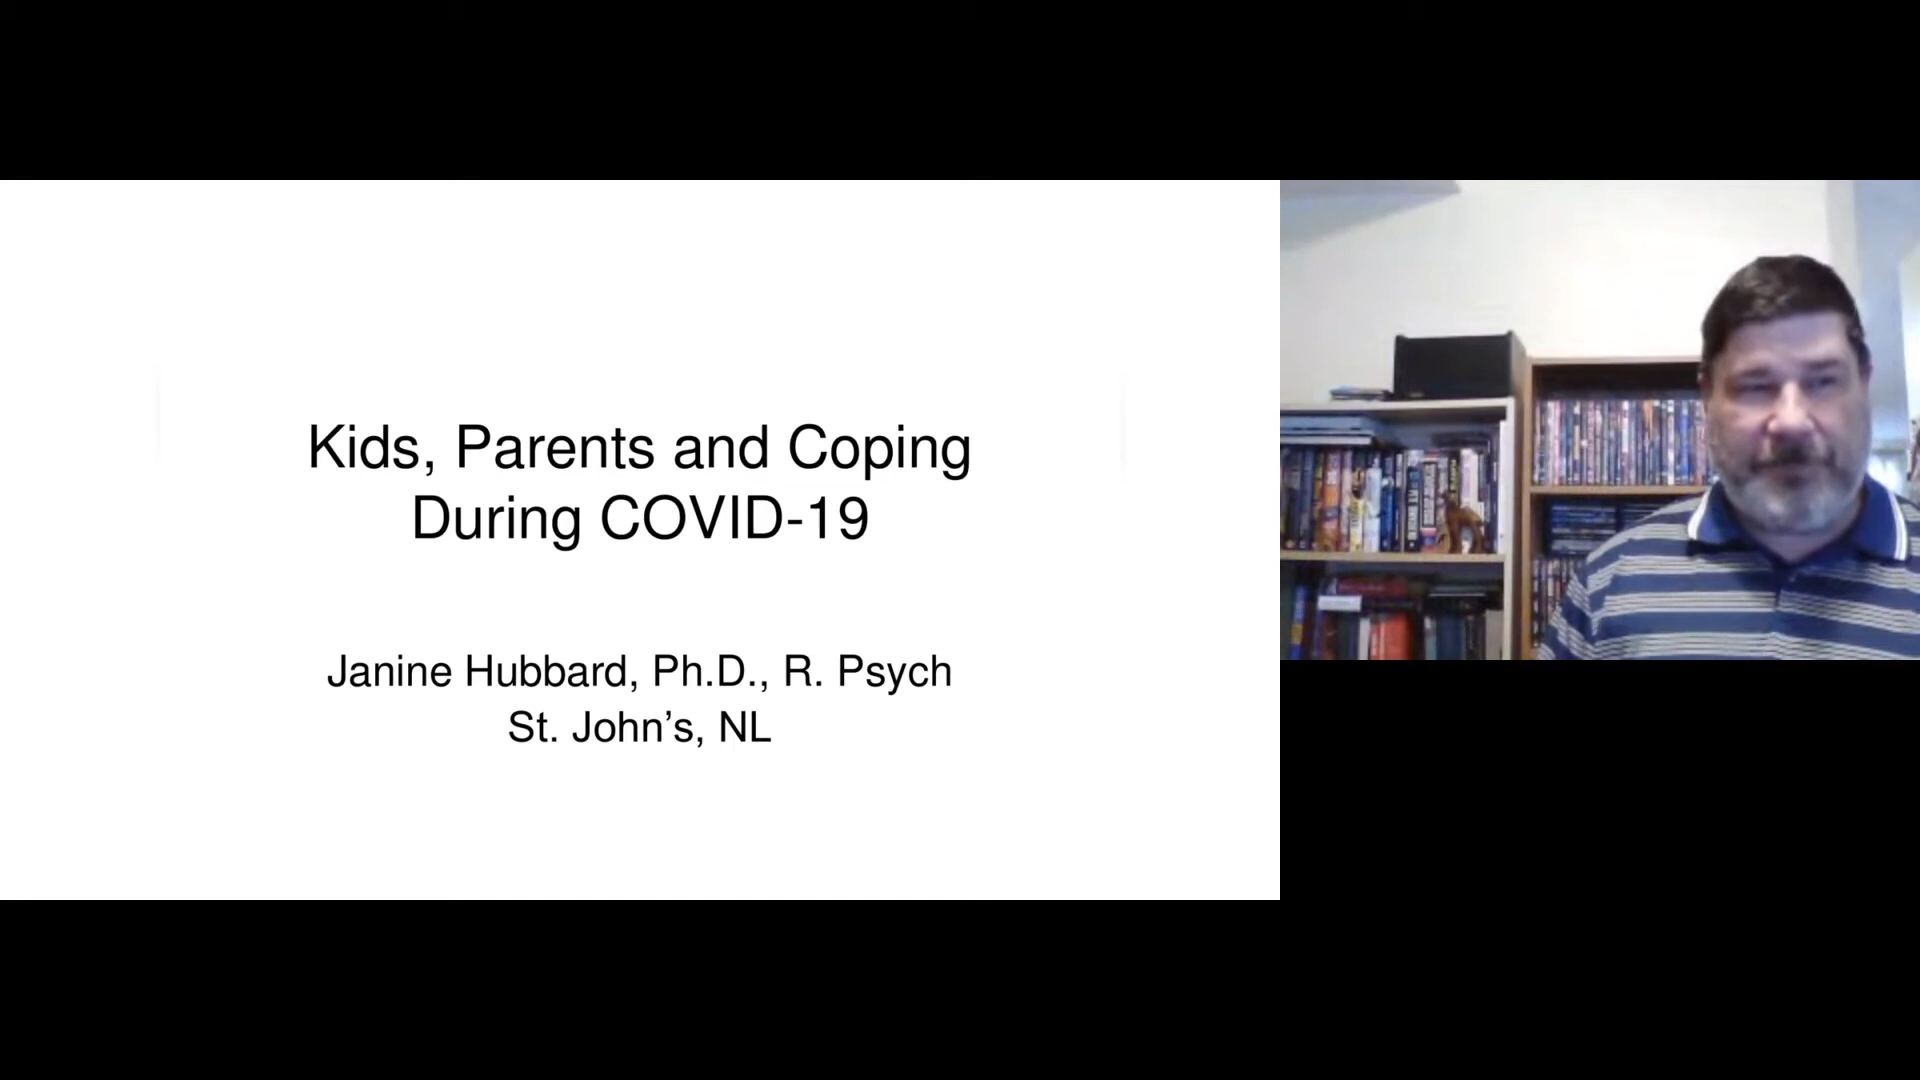 Kids, Parents and Coping
During COVID-19
Janine Hubbard, Ph.D., R. Psych
St. John’s, NL